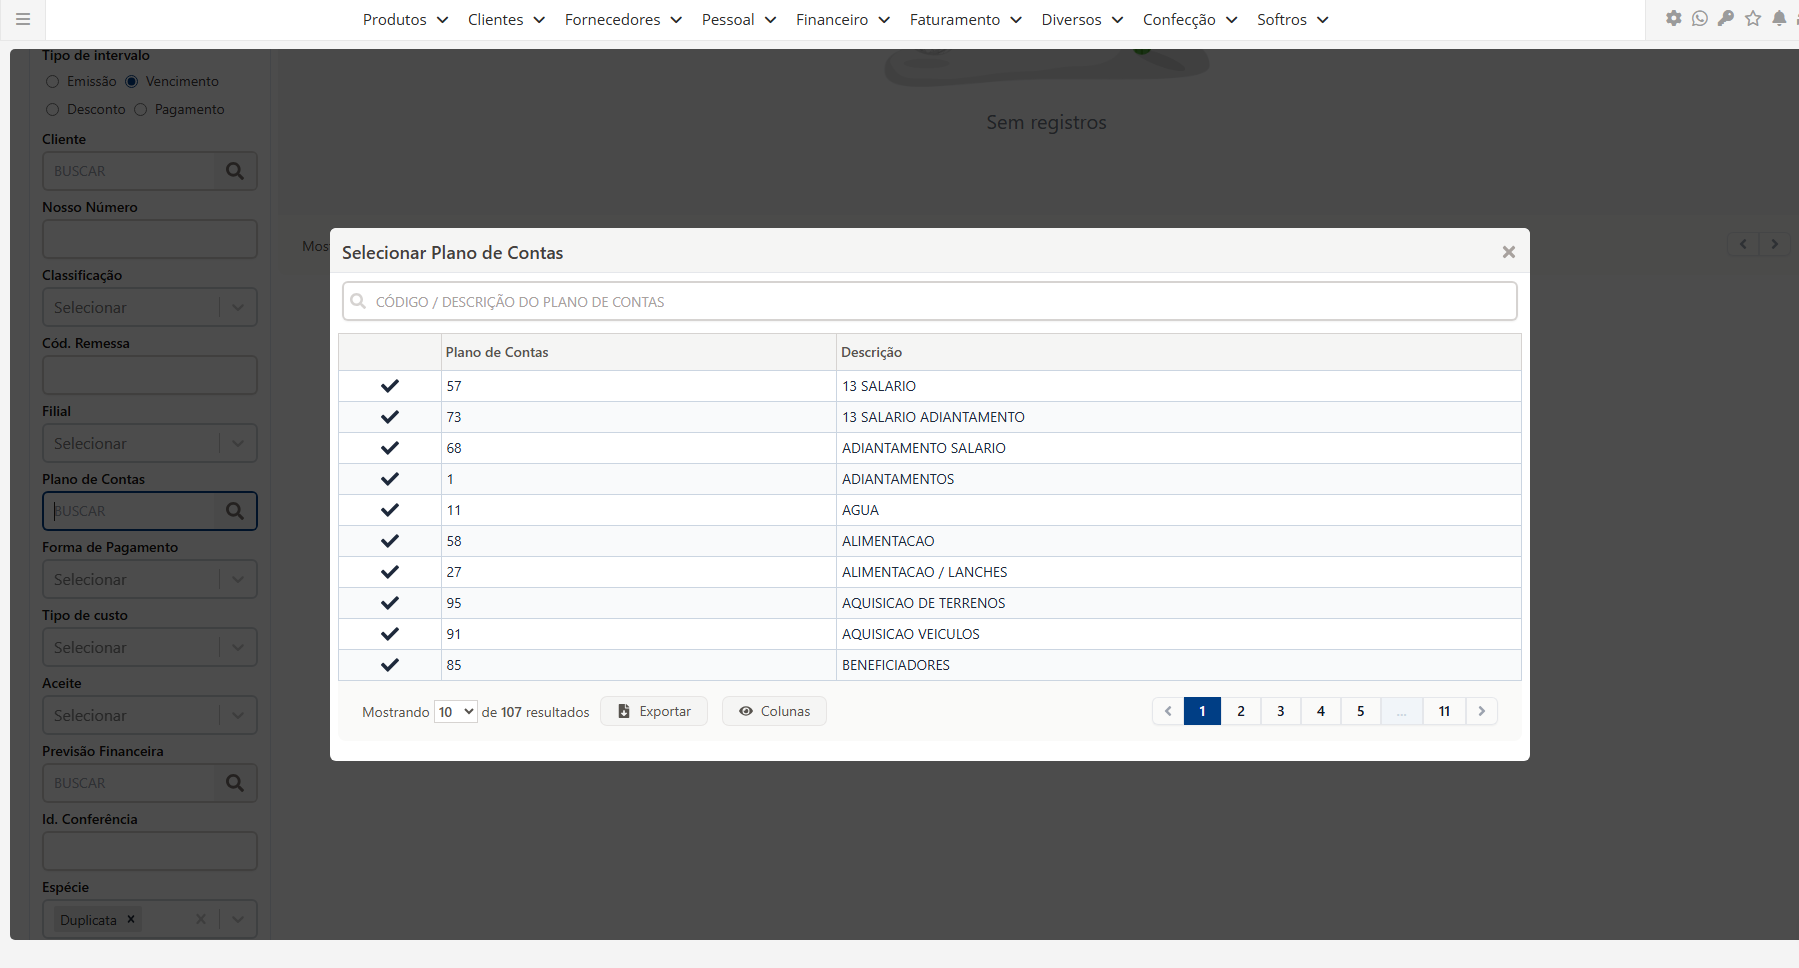 Produtos Clientes Fornecedores Pessoal Financeiro Faturamento Diversos Confecção Softros
Tipo de intervalo
Emissão Vencimento
Desconto Pagamento
Cliente
BUSCAR
Nosso Número
Classificação
Selecionar
Cód. Remessa
Filial
Selecionar
Plano de Contas
BUSCAR
Forma de Pagamento
Selecionar
Tipo de custo
Selecionar
Aceite
Selecionar
Previsão Financeira
BUSCAR
Id. Conferência
Espécie
Duplicata
Sem registros
Selecionar Plano de Contas
CÓDIGO / DESCRIÇÃO DO PLANO DE CONTAS
Plano de Contas Descrição
57 13 SALARIO
73 13 SALARIO ADIANTAMENTO
68 ADIANTAMENTO SALARIO
1 ADIANTAMENTOS
11 AGUA
58 ALIMENTACAO
27 ALIMENTACAO / LANCHES
95 AQUISICAO DE TERRENOS
91 AQUISICAO VEICULOS
85 BENEFICIADORES
Mostrando 10 de 107 resultados Exportar Colunas 1 2 3 4 5 ... 11